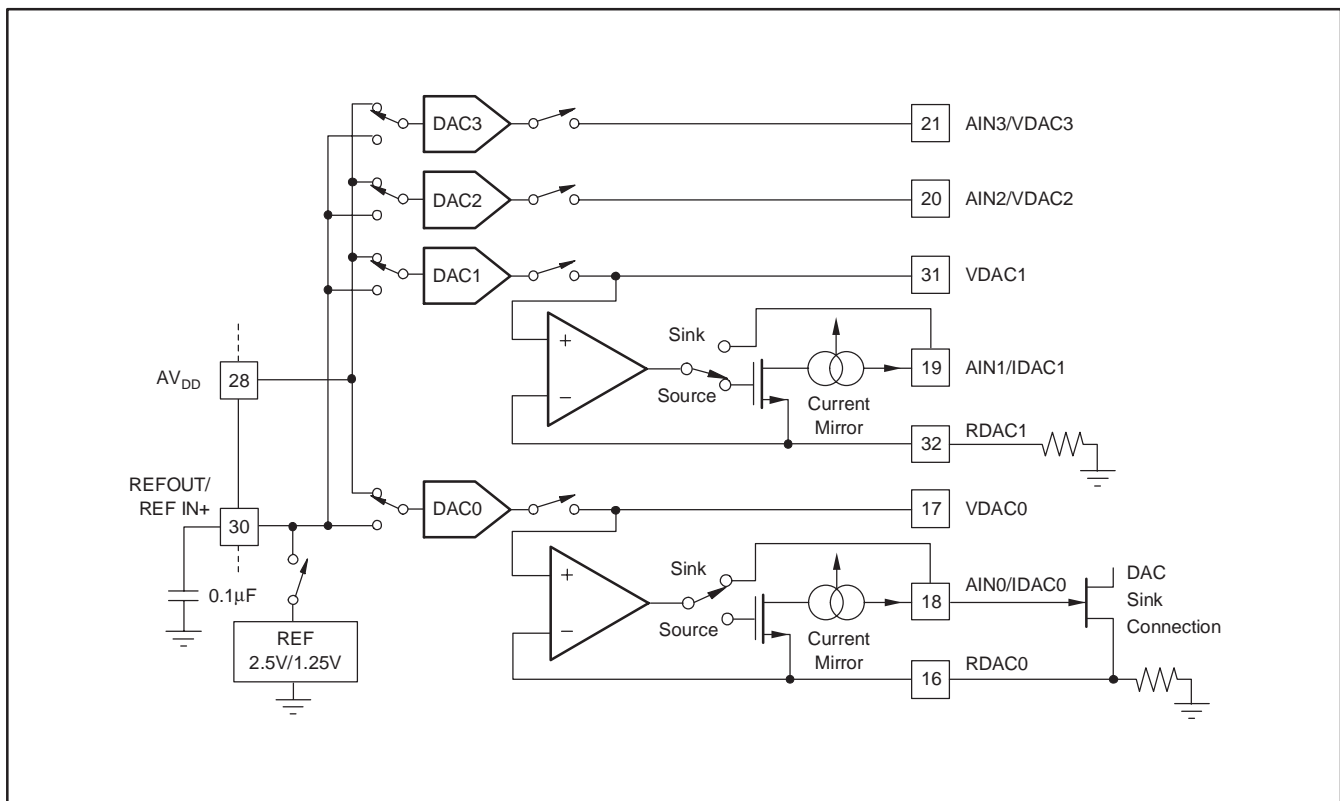 DAC3
21 AIN3/VDAC3
DAC2
20 AIN2/VDAC2
DAC1
31 VDAC1
Sink
+
AVDD 28
19 AIN1/IDAC1
Source
−
Current
Mirror
RDAC1
32
REFOUT/
REF IN+
30
DAC0
17 VDAC0
Sink
+
0.1μF
AIN0/IDAC0
18
DAC
Sink
Connection
Source
−
Current
Mirror
REF
2.5V/1.25V
RDAC0
16